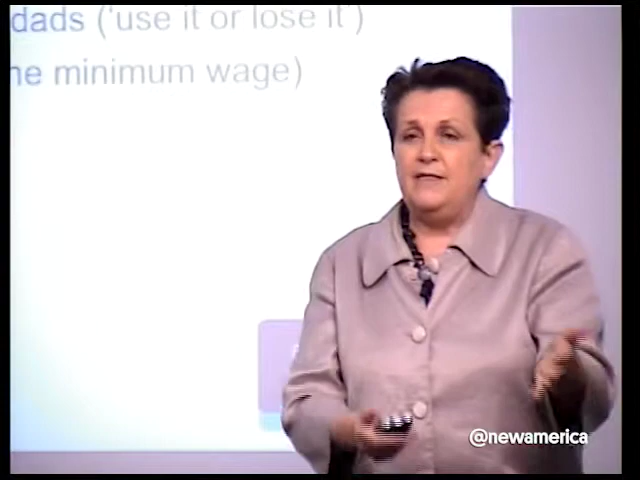 dads ('use it or lose it')
he minimum wage)
@newamerica